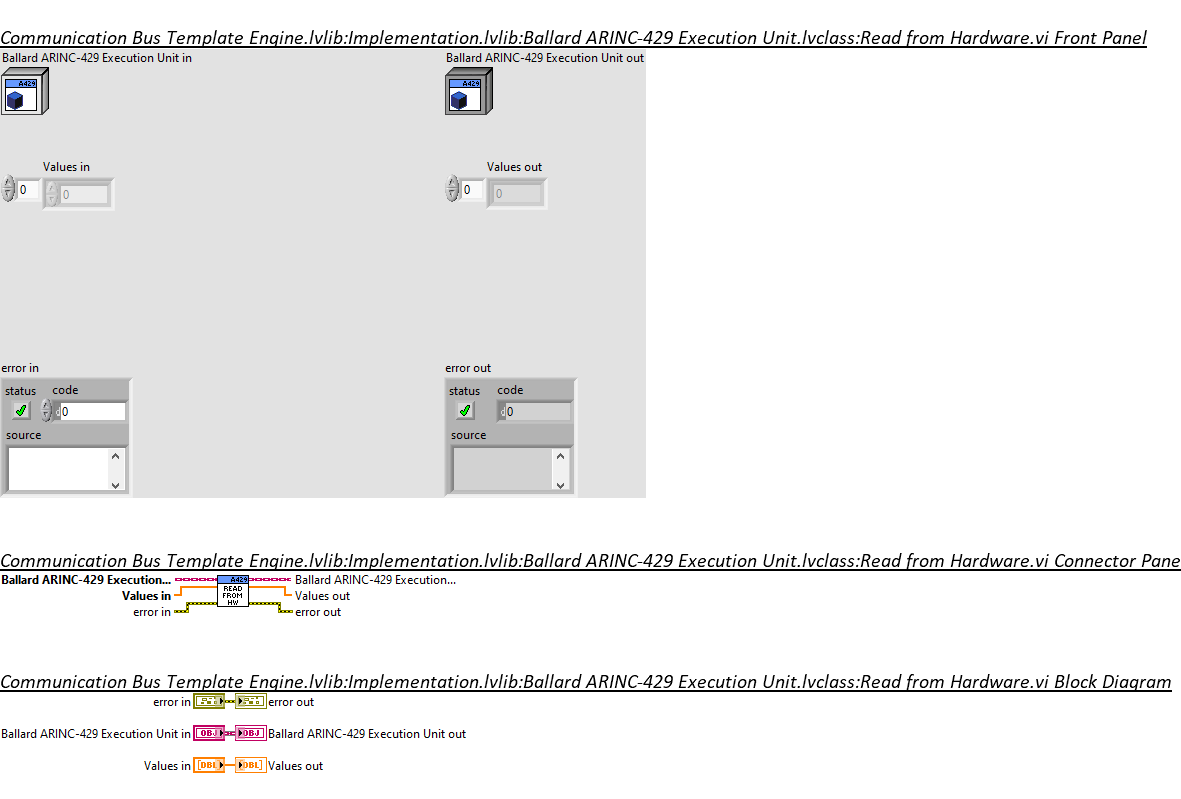 Communication Bus Template Engine.lvlib:Implementation.lvlib:Ballard ARINC-429 Execution Unit.lvclass:Read from Hardware.vi Front Panel
Ballard ARINC-429 Execution Unit in Ballard ARINC-429 Execution Unit out
A429 A429
Values in Values out
0 0 0 0
error in error out
status code status code
d 0 d 0
source source
Communication Bus Template Engine.lvlib:Implementation.lvlib:Ballard ARINC-429 Execution Unit.lvclass:Read from Hardware.vi Connector Pane
Ballard ARINC-429 Execution... A429 Ballard ARINC-429 Execution...
Values in READ FROM HW Values out
error in error out
Communication Bus Template Engine.lvlib:Implementation.lvlib:Ballard ARINC-429 Execution Unit.lvclass:Read from Hardware.vi Block Diagram
error in error out
Ballard ARINC-429 Execution Unit in OBJ OBJ Ballard ARINC-429 Execution Unit out
Values in [DBL] [DBL] Values out